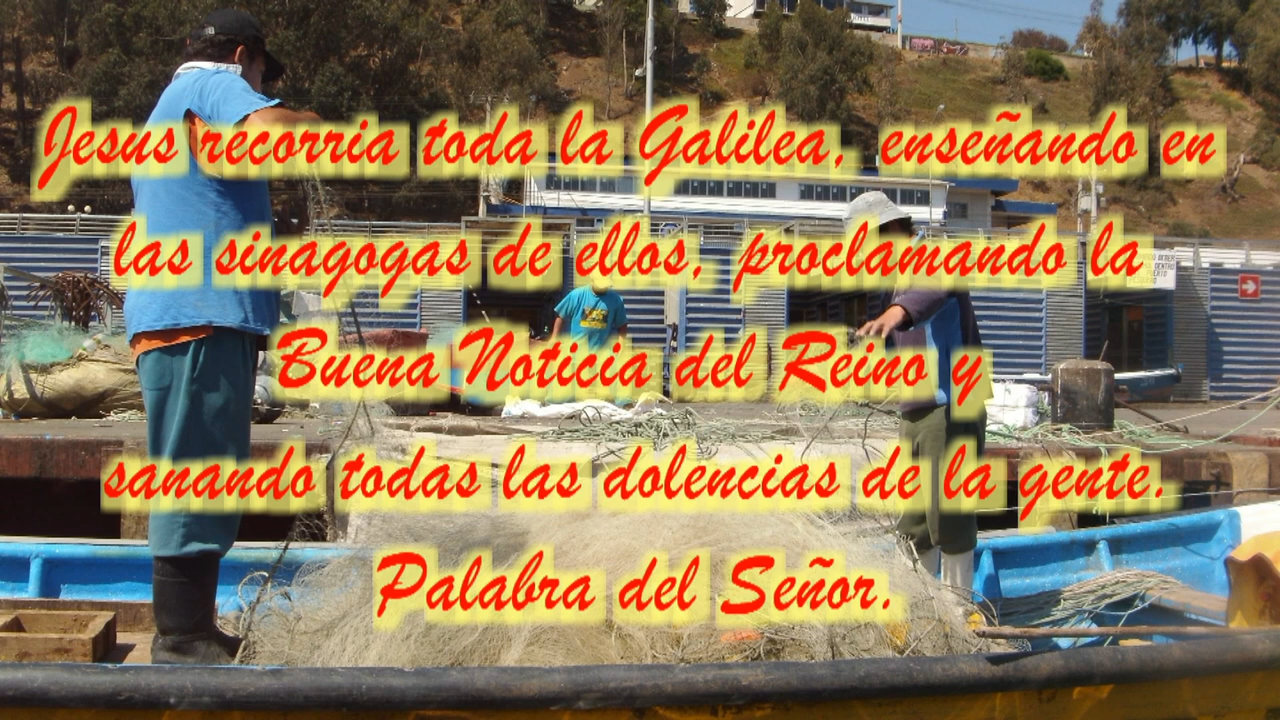 Jesus recorria toda la Galilea, enseñando en
las sinagogas de ellos, proclamando la
Buena Noticia del Reino y
sanando todas las dolencias de la gente.
Palabra del Señor.